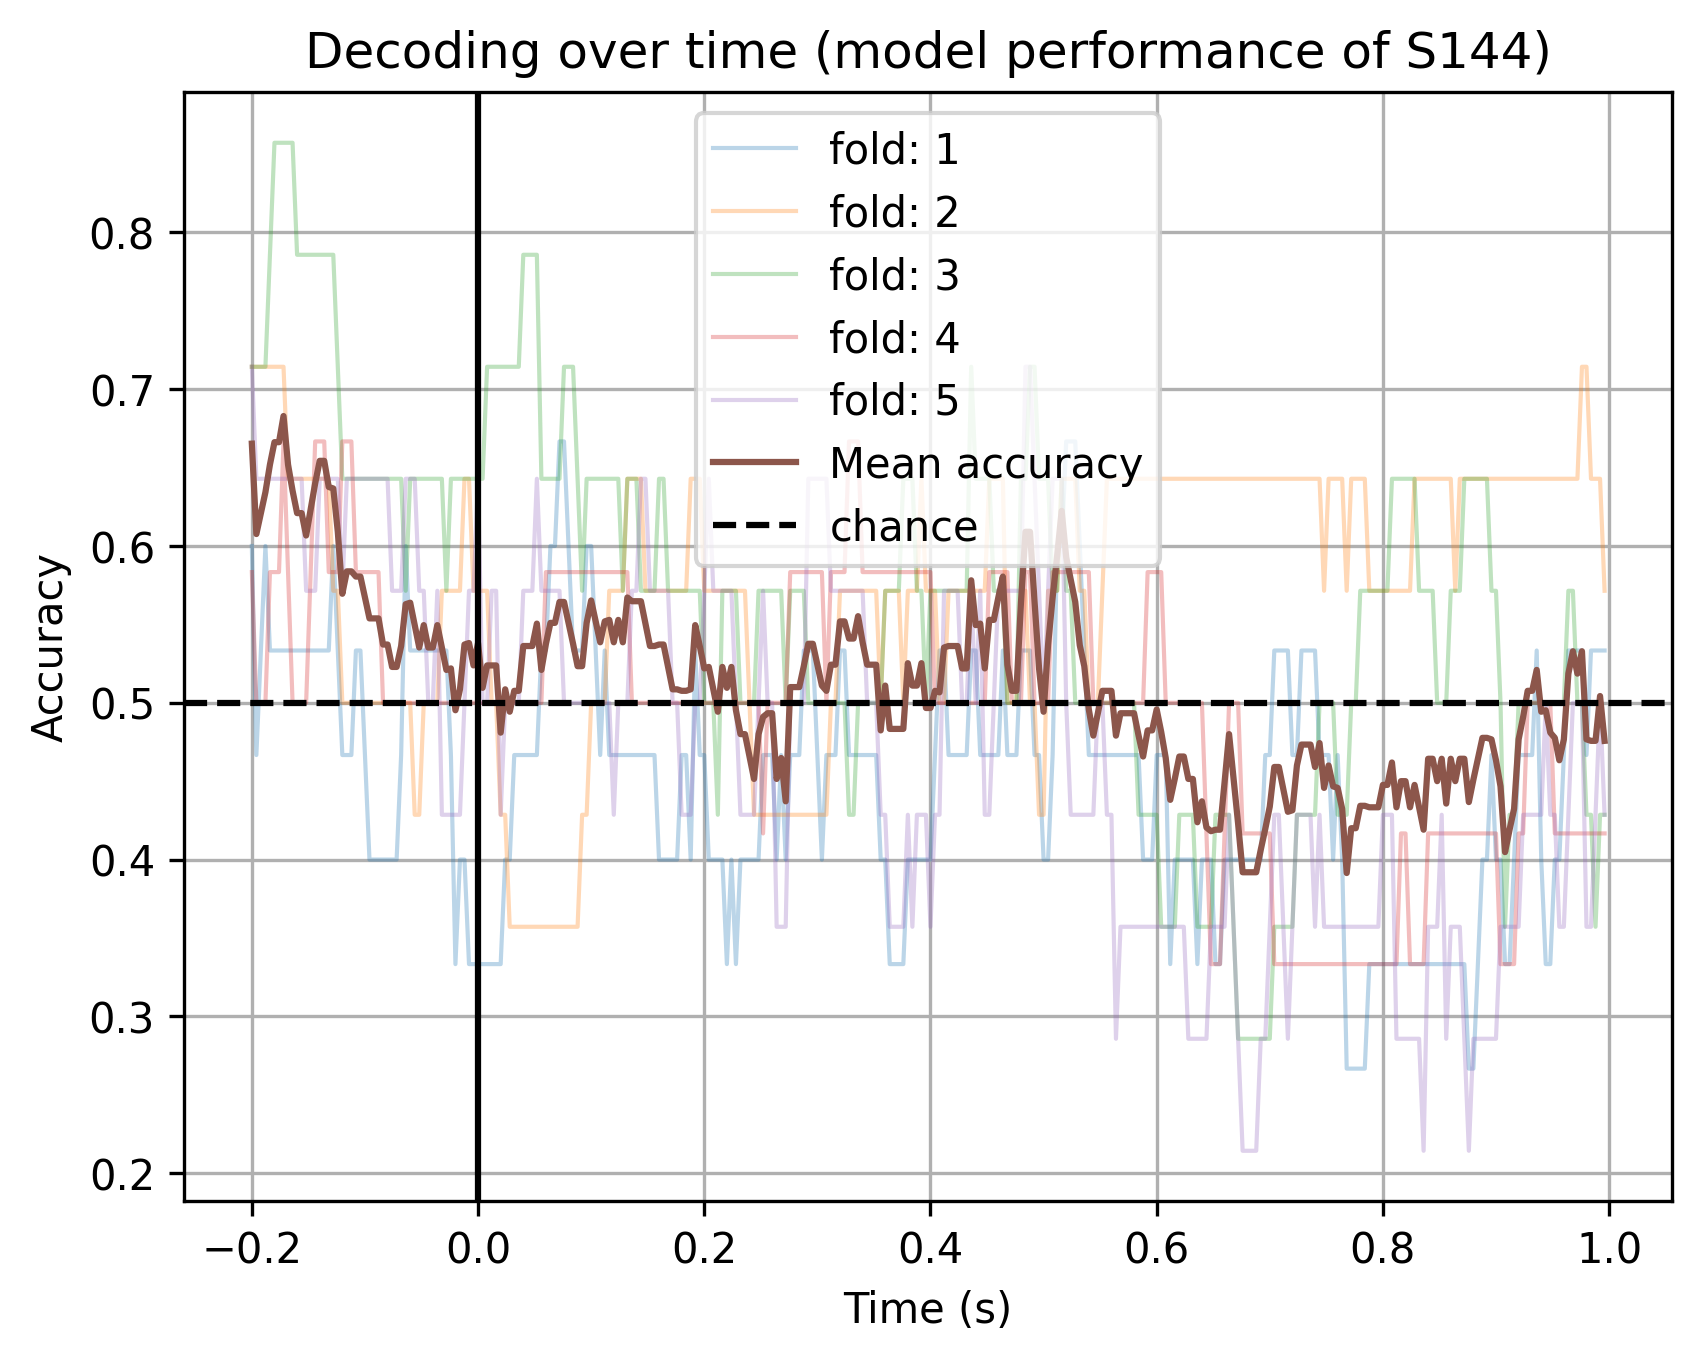 Decoding over time (model performance of S144)
fold: 1
fold: 2
fold: 3
fold: 4
fold: 5
Mean accuracy
chance
Accuracy
0.8
0.7
0.6
0.5
0.4
0.3
0.2
−0.2 0.0 0.2 0.4 0.6 0.8 1.0
Time (s)